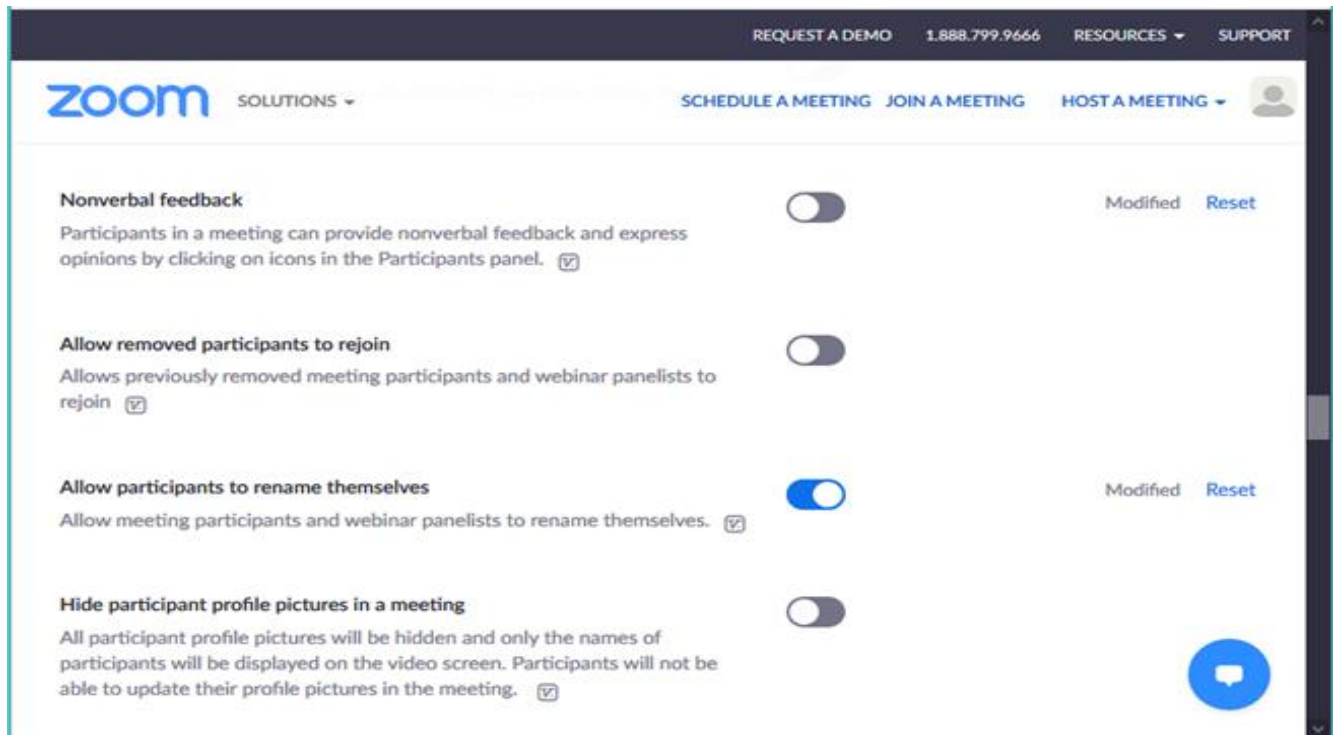 REQUEST A DEMO 1.888.799.9666 RESOURCES SUPPORT
zoom SOLUTIONS SCHEDULE A MEETING JOIN A MEETING HOST A MEETING
Nonverbal feedback Modified Reset
Participants in a meeting can provide nonverbal feedback and express
opinions by clicking on icons in the Participants panel.
Allow removed participants to rejoin
Allows previously removed meeting participants and webinar panelists to
rejoin
Allow participants to rename themselves Modified Reset
Allow meeting participants and webinar panelists to rename themselves.
Hide participant profile pictures in a meeting
All participant profile pictures will be hidden and only the names of
participants will be displayed on the video screen. Participants will not be
able to update their profile pictures in the meeting.